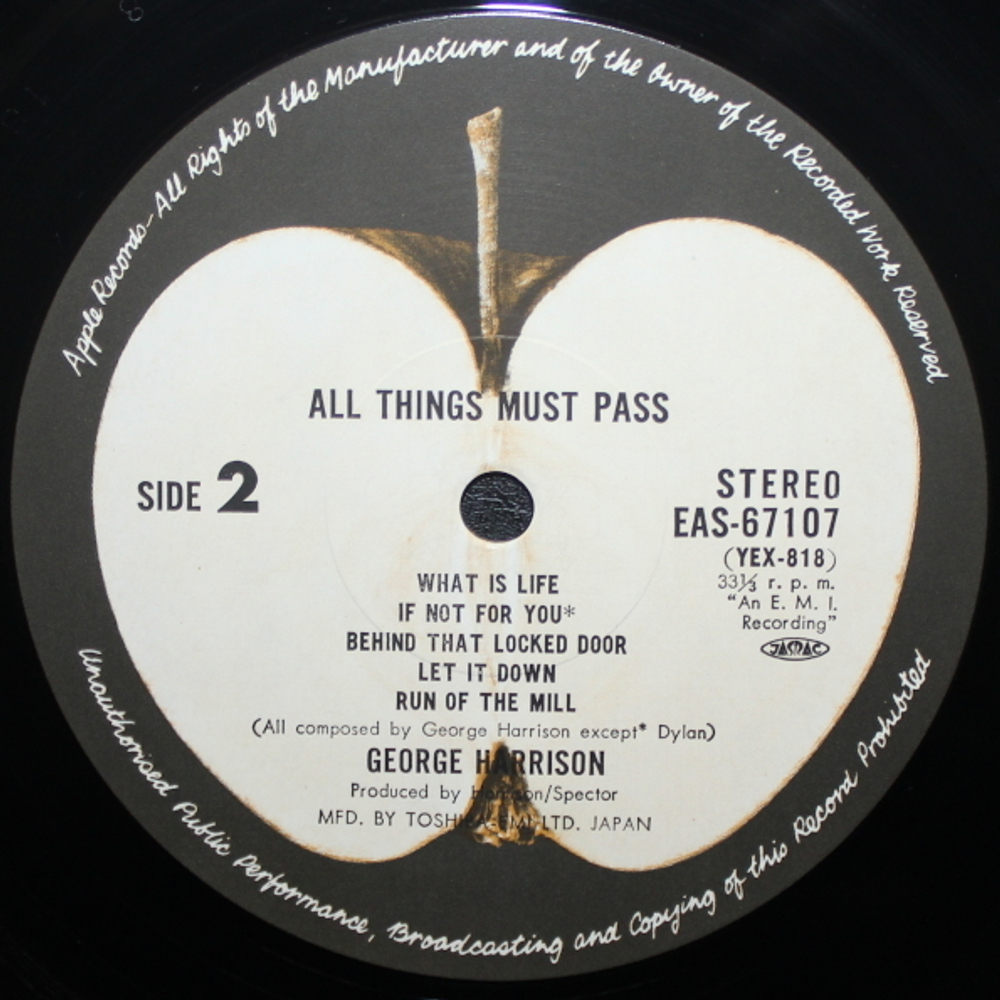 Apple Records - All Rights of the Manufacturer and of the Owner of the Recorded Work Reserved
ALL THINGS MUST PASS
SIDE 2
STEREO
EAS-67107
(YEX-818)
33⅓ r. p. m.
"An E. M. I.
Recording"
JASRAC
WHAT IS LIFE
IF NOT FOR YOU*
BEHIND THAT LOCKED DOOR
LET IT DOWN
RUN OF THE MILL
(All composed by George Harrison except* Dylan)
GEORGE HARRISON
Produced by Harrison/Spector
MFD. BY TOSHIBA-EMI LTD. JAPAN
Unauthorised Public Performance, Broadcasting and Copying of this Record Prohibited